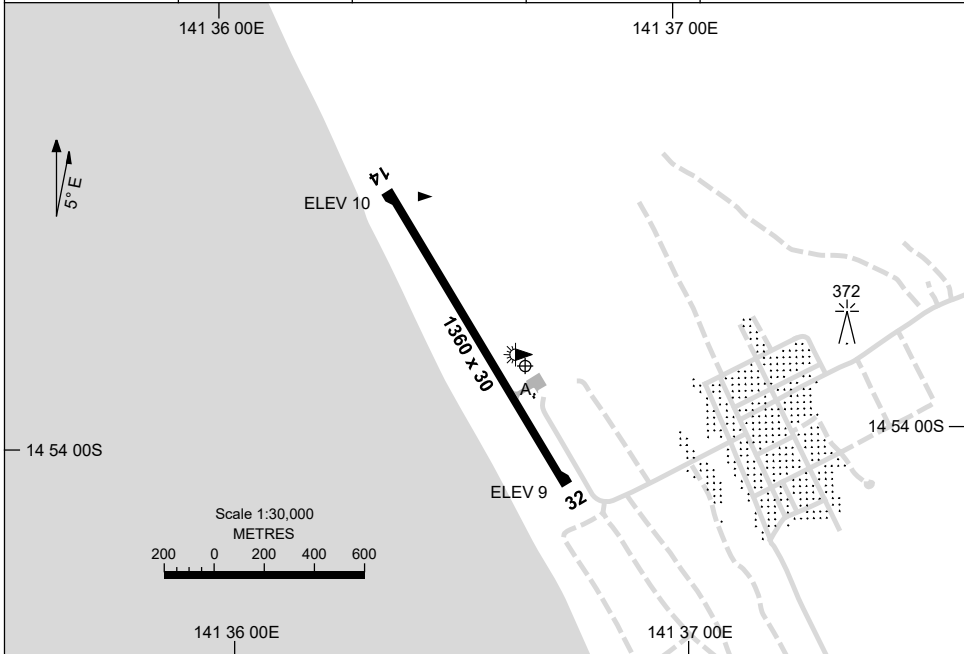 141 36 00E
141 37 00E
5° E
14
ELEV 10
372
1360 x 30
A
14 54 00S
14 54 00S
ELEV 9
32
Scale 1:30,000
METRES
200 0 200 400 600
141 36 00E
141 37 00E